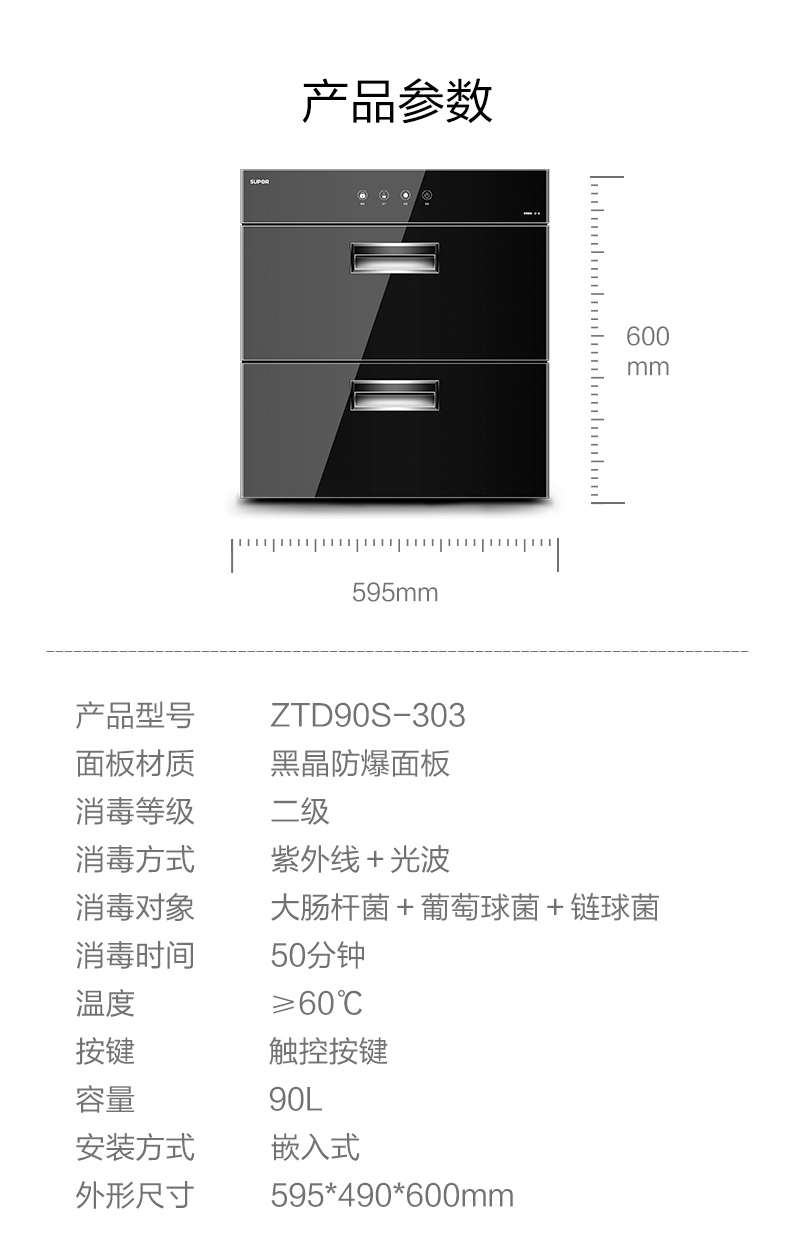 产品参数
SUPOR
600
mm
595mm
产品型号 ZTD90S-303
面板材质 黑晶防爆面板
消毒等级 二级
消毒方式 紫外线+光波
消毒对象 大肠杆菌+葡萄球菌+链球菌
消毒时间 50分钟
温度 ≥60℃
按键 触控按键
容量 90L
安装方式 嵌入式
外形尺寸 595*490*600mm